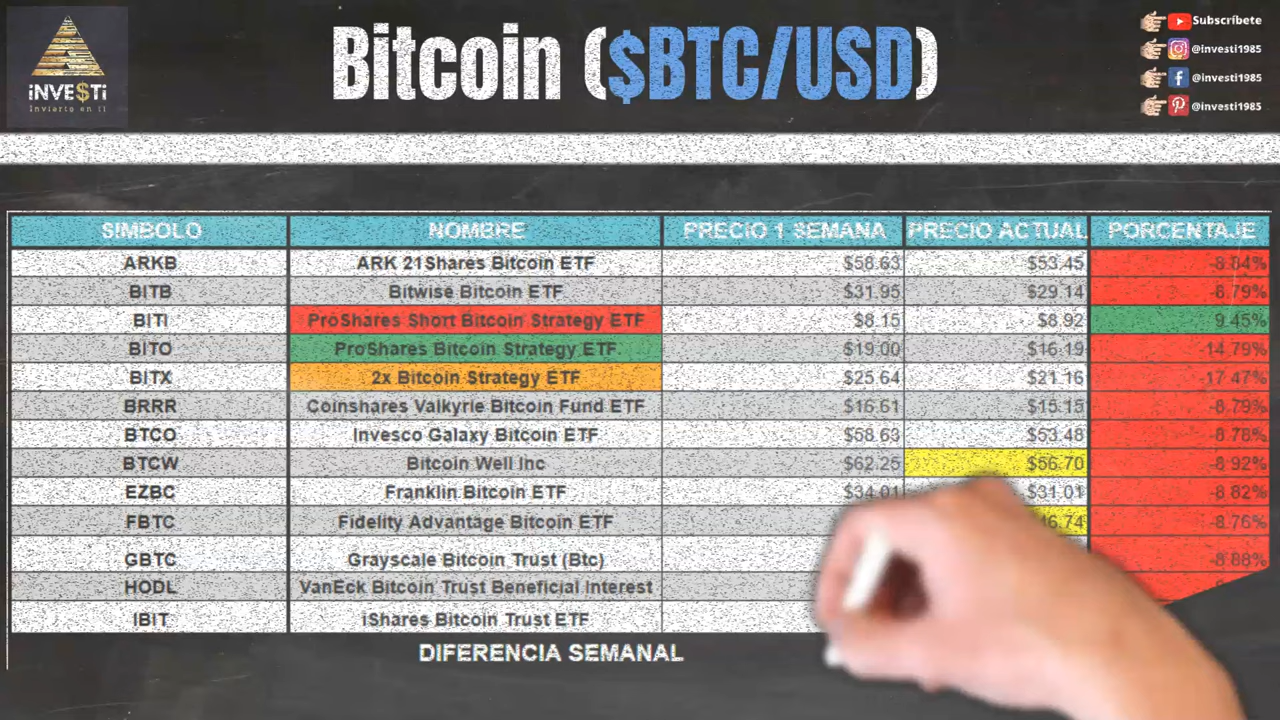 Bitcoin ($BTC/USD)
iNVE$Ti
Invierte en ti
Subscríbete
@investi1985
@investi1985
@investi1985
SIMBOLO NOMBRE PRECIO 1 SEMANA PRECIO ACTUAL PORCENTAJE
ARKB ARK 21Shares Bitcoin ETF $58.63 $53.45 -8.84%
BITB Bitwise Bitcoin ETF $31.95 $29.14 -8.79%
BITI ProShares Short Bitcoin Strategy ETF $8.15 $8.92 9.45%
BITO ProShares Bitcoin Strategy ETF $19.00 $16.19 -14.79%
BITX 2x Bitcoin Strategy ETF $25.64 $21.16 -17.47%
BRRR Coinshares Valkyrie Bitcoin Fund ETF $16.61 $15.15 -8.79%
BTCO Invesco Galaxy Bitcoin ETF $58.63 $53.48 -8.78%
BTCW Bitcoin Well Inc $62.25 $56.70 -8.92%
EZBC Franklin Bitcoin ETF $34.01 $31.01 -8.82%
FBTC Fidelity Advantage Bitcoin ETF 46.74 -8.76%
GBTC Grayscale Bitcoin Trust (Btc) -8.88%
HODL VanEck Bitcoin Trust Beneficial Interest
IBIT iShares Bitcoin Trust ETF
DIFERENCIA SEMANAL